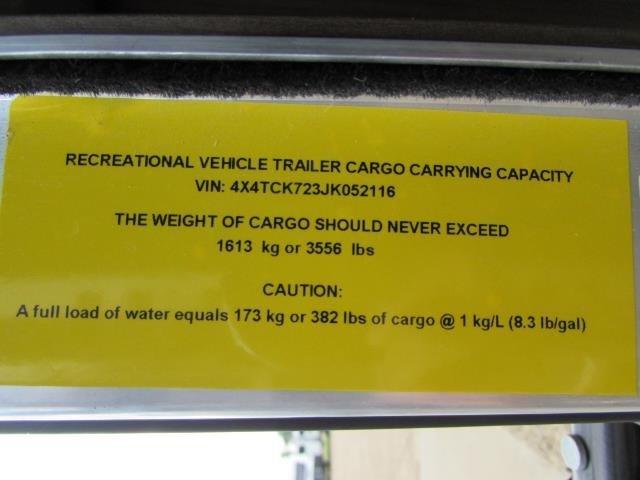 RECREATIONAL VEHICLE TRAILER CARGO CARRYING CAPACITY
VIN: 4X4TCK723JK052116
THE WEIGHT OF CARGO SHOULD NEVER EXCEED
1613 kg or 3556 lbs
CAUTION:
A full load of water equals 173 kg or 382 lbs of cargo @ 1 kg/L (8.3 lb/gal)